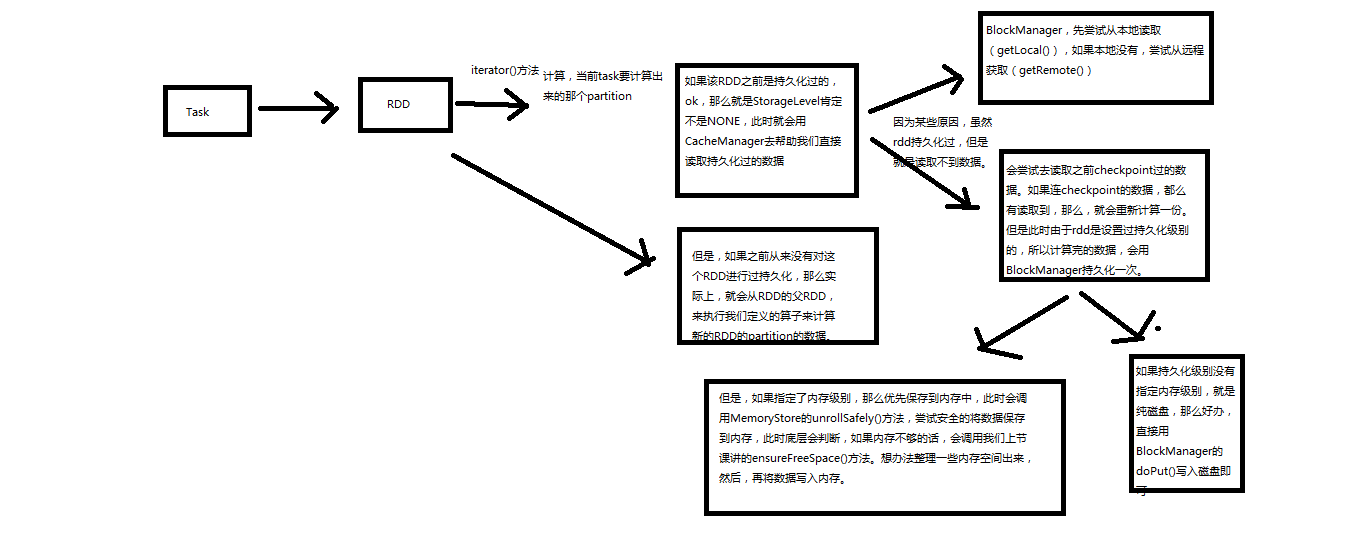 Task
RDD
iterator()方法
计算，当前task要计算出
来的那个partition
如果该RDD之前是持久化过的，
ok，那么就是StorageLevel肯定
不是NONE，此时就会用
CacheManager去帮助我们直接
读取持久化过的数据
BlockManager，先尝试从本地读取
（getLocal()），如果本地没有，尝试从远程
获取（getRemote()）
因为某些原因，虽然
rdd持久化过，但是
就是读取不到数据。
会尝试去读取之前checkpoint过的数
据。如果连checkpoint的数据，都么
有读取到，那么，就会重新计算一份。
但是此时由于rdd是设置过持久化级别
的，所以计算完的数据，会用
BlockManager持久化一次。
但是，如果之前从来没有对这
个RDD进行过持久化，那么实
际上，就会从RDD的父RDD，
来执行我们定义的算子来计算
新的RDD的partition的数据。
但是，如果指定了内存级别，那么优先保存到内存中，此时会调
用MemoryStore的unrollSafely()方法，尝试安全的将数据保存
到内存，此时底层会判断，如果内存不够的话，会调用我们上节
课讲的ensureFreeSpace()方法。想办法整理一些内存空间出来，
然后，再将数据写入内存。
如果持久化级别没有
指定内存级别，就是
纯磁盘，那么好办，
直接用
BlockManager的
doPut()写入磁盘即
可